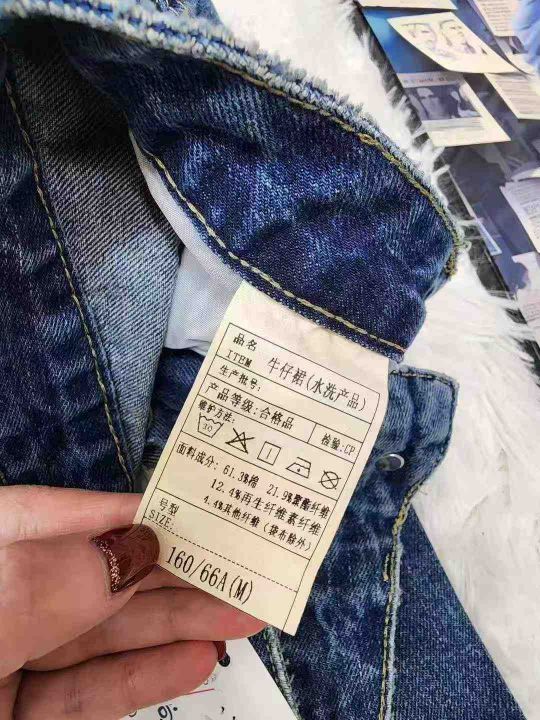 品名
ITEM 牛仔裙(水洗产品)
生产批号:
产品等级:合格品 检验:CP
维护方法:
30
面料成分: 61.3%棉 21.9%聚酯纤维
12.4%再生纤维素纤维
4.4%其他纤维(袋布除外)
号型
SIZE: 160/66A(M)